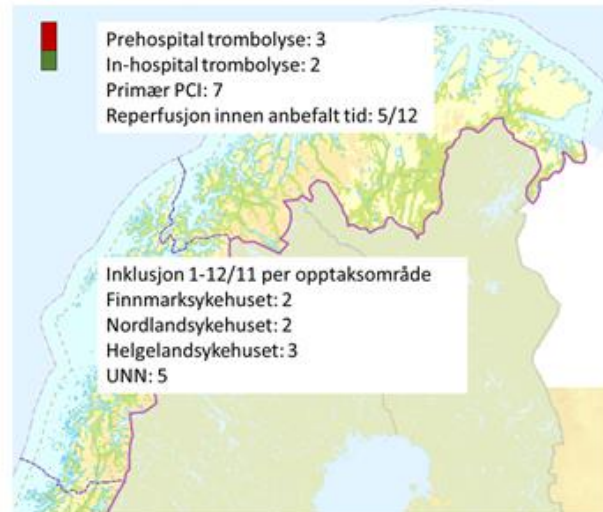 Prehospital trombolyse: 3
In-hospital trombolyse: 2
Primær PCI: 7
Reperfusjon innen anbefalt tid: 5/12
Inklusjon 1-12/11 per opptaksområde
Finnmarksykehuset: 2
Nordlandsykehuset: 2
Helgelandsykehuset: 3
UNN: 5